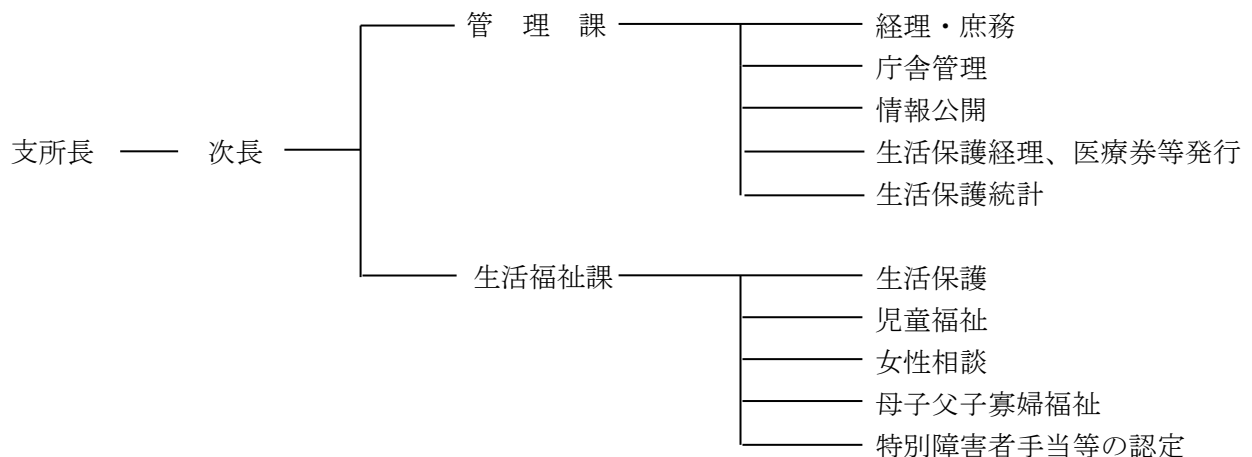 支所長
次長
管　理　課
経理・庶務
庁舎管理
情報公開
生活保護経理、医療券等発行
生活保護統計
生活福祉課
生活保護
児童福祉
女性相談
母子父子寡婦福祉
特別障害者手当等の認定